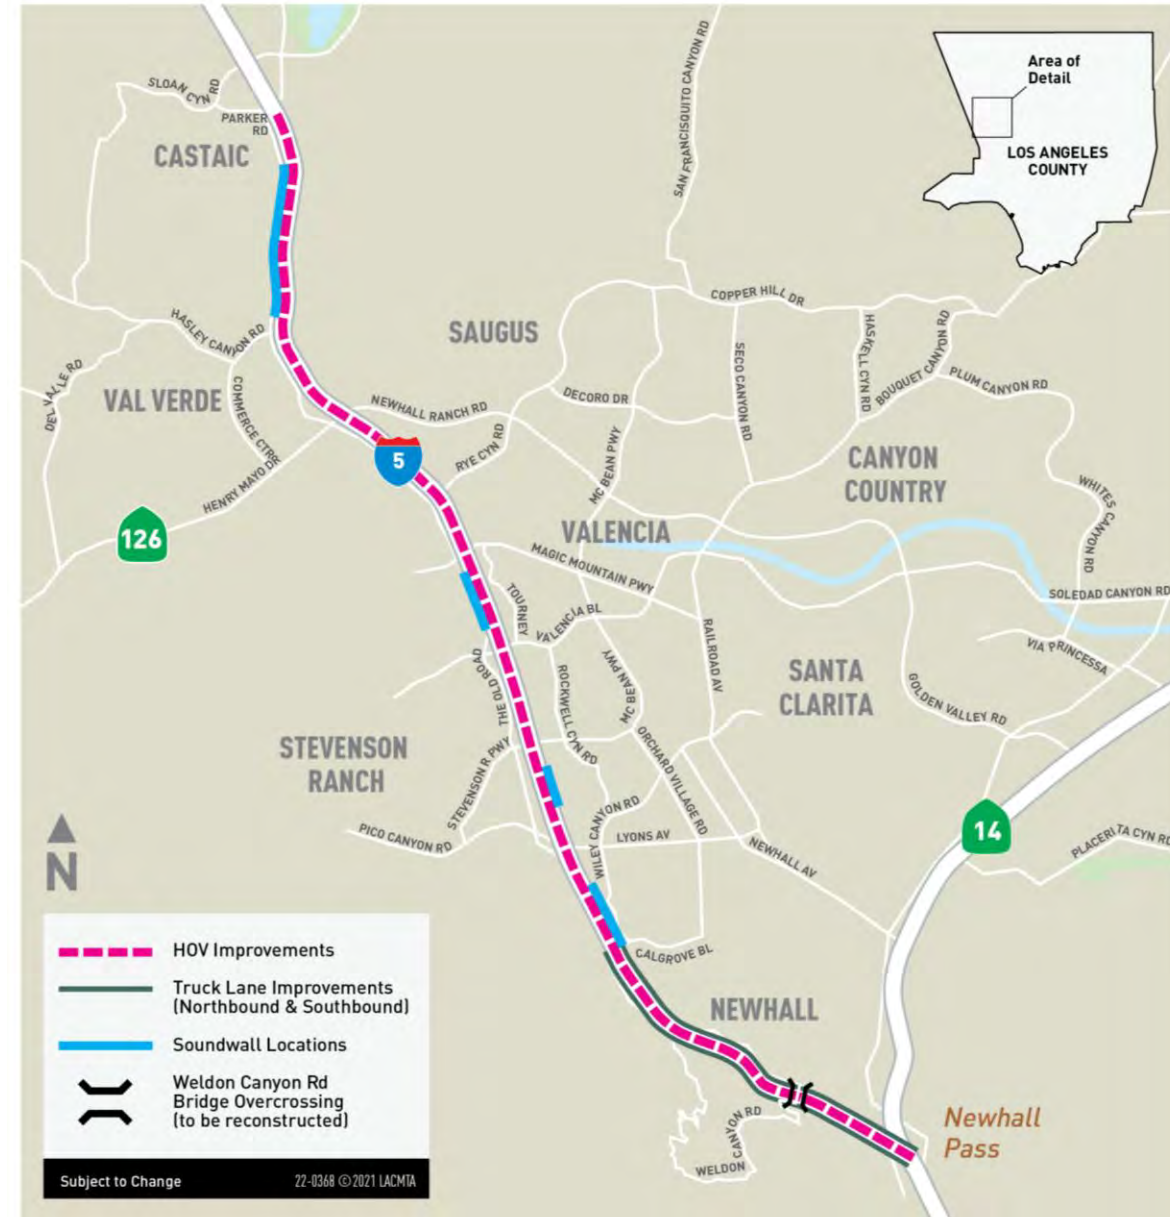 SLOAN CYN RD
PARKER
RD
CASTAIC
SAN FRANCISQUITO CANYON RD
Area of
Detail
LOS ANGELES
COUNTY
COPPER HILL DR
HASLEY CANYON RD
SAUGUS
HASKELL CYN RD
BOUQUET CANYON RD
SECO CANYON RD
PLUM CANYON RD
DEL VALLE RD
VAL VERDE
COMMERCE CTR
NEWHALL RANCH RD
DECORO DR
RYE CYN RD
MC BEAN PWY
5
CANYON
COUNTRY
HENRY MAYO DR
WHITES CANYON RD
126
VALENCIA
MAGIC MOUNTAIN PWY
SOLEDAD CANYON RD
TOURNEY
VALENCIA BL
RAILROAD AV
VIA PRINCESSA
THE OLD ROAD
ROCKWELL CYN RD
MC BEAN PWY
SANTA
CLARITA
GOLDEN VALLEY RD
STEVENSON
RANCH
STEVENSON R PWY
ORCHARD VILLAGE RD
PICO CANYON RD
WILEY CANYON RD
LYONS AV
NEWHALL AV
14
PLACERITA CYN RD
N
CALGROVE BL
NEWHALL
WELDON CANYON RD
Newhall
Pass
HOV Improvements
Truck Lane Improvements
(Northbound & Southbound)
Soundwall Locations
Weldon Canyon Rd
Bridge Overcrossing
(to be reconstructed)
Subject to Change
22-0368 ©2021 LACMTA